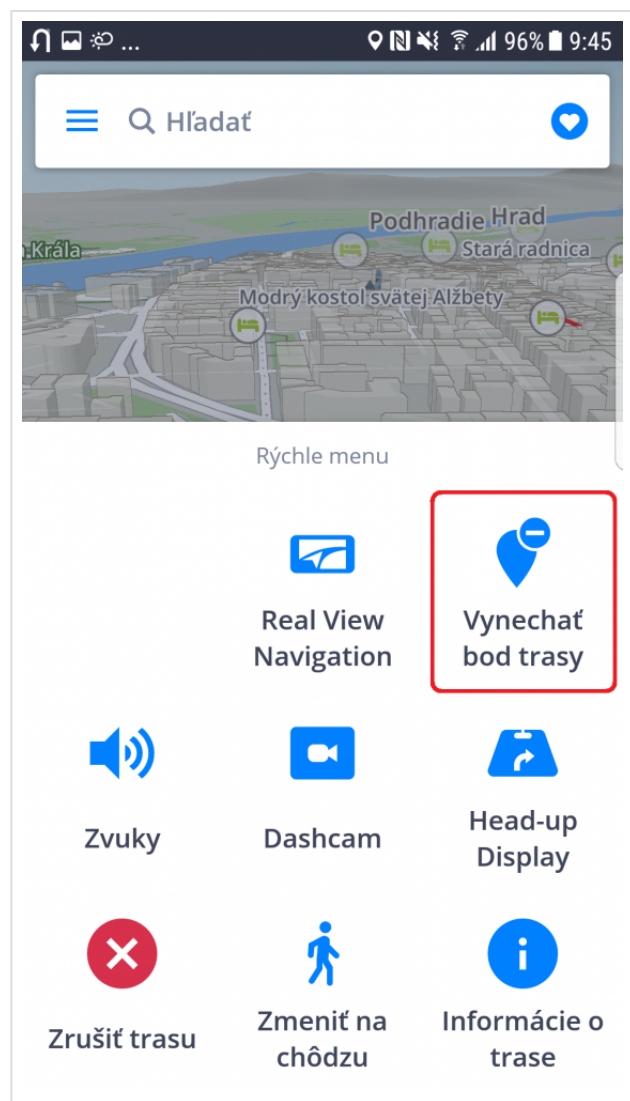 ... 96% 9:45
Hľadať
Podhradie Hrad
Krála
Stará radnica
Modrý kostol svätej Alžbety
Rýchle menu
Real View
Navigation
Vynechať
bod trasy
Zvuky
Dashcam
Head-up
Display
Zrušiť trasu
Zmeniť na
chôdzu
Informácie o
trase